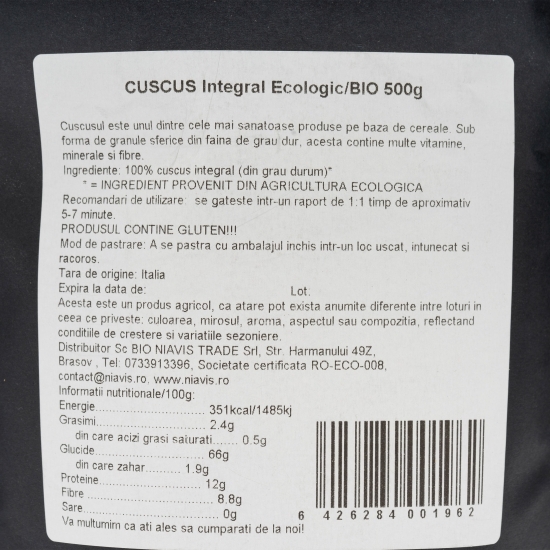 CUSCUS Integral Ecologic/BIO 500g
Cuscusul este unul dintre cele mai sanatoase produse pe baza de cereale. Sub
forma de granule sferice din faina de grau dur, acesta contine multe vitamine,
minerale si fibre.
Ingrediente: 100% cuscus integral (din grau durum)*
* = INGREDIENT PROVENIT DIN AGRICULTURA ECOLOGICA
Recomandari de utilizare: se gateste intr-un raport de 1:1 timp de aproximativ
5-7 minute.
PRODUSUL CONTINE GLUTEN!!!
Mod de pastrare: A se pastra cu ambalajul inchis intr-un loc uscat, intunecat si
racoros.
Tara de origine: Italia
Expira la data de: Lot:
Acesta este un produs agricol, ca atare pot exista anumite diferente intre loturi in
ceea ce priveste: culoarea, mirosul, aroma, aspectul sau compozitia, reflectand
conditiile de crestere si variatiile sezoniere.
Distribuitor Sc BIO NIAVIS TRADE Srl, Str. Harmanului 49Z,
Brasov , Tel: 0733913396, Societate certificata RO-ECO-008,
contact@niavis.ro, www.niavis.ro
Informatii nutritionale/100g:
Energie............................ 351kcal/1485kj
Grasimi............................ 2.4g
din care acizi grasi saturati....... 0.5g
Glucide............................ 66g
din care zahar.......... 1.9g
Proteine........................... 12g
Fibre .............................. 8.8g
Sare............................... 0g
Va multumim ca ati ales sa cumparati de la noi!
6 426284 001962